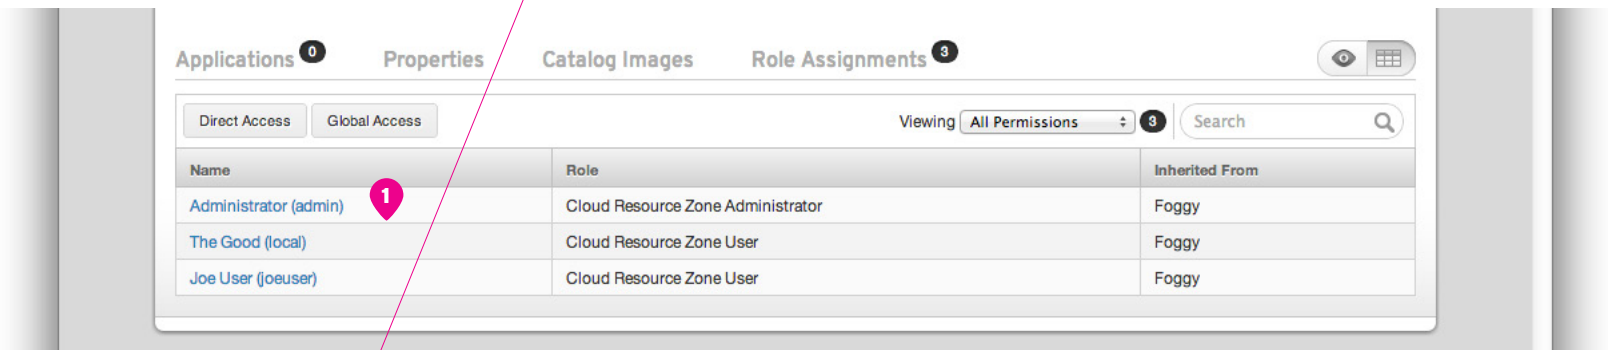 Applications 0 Properties Catalog Images Role Assignments 3
Direct Access Global Access Viewing All Permissions 3 Search
Name Role Inherited From
Administrator (admin) 1 Cloud Resource Zone Administrator Foggy
The Good (local) Cloud Resource Zone User Foggy
Joe User (joeuser) Cloud Resource Zone User Foggy